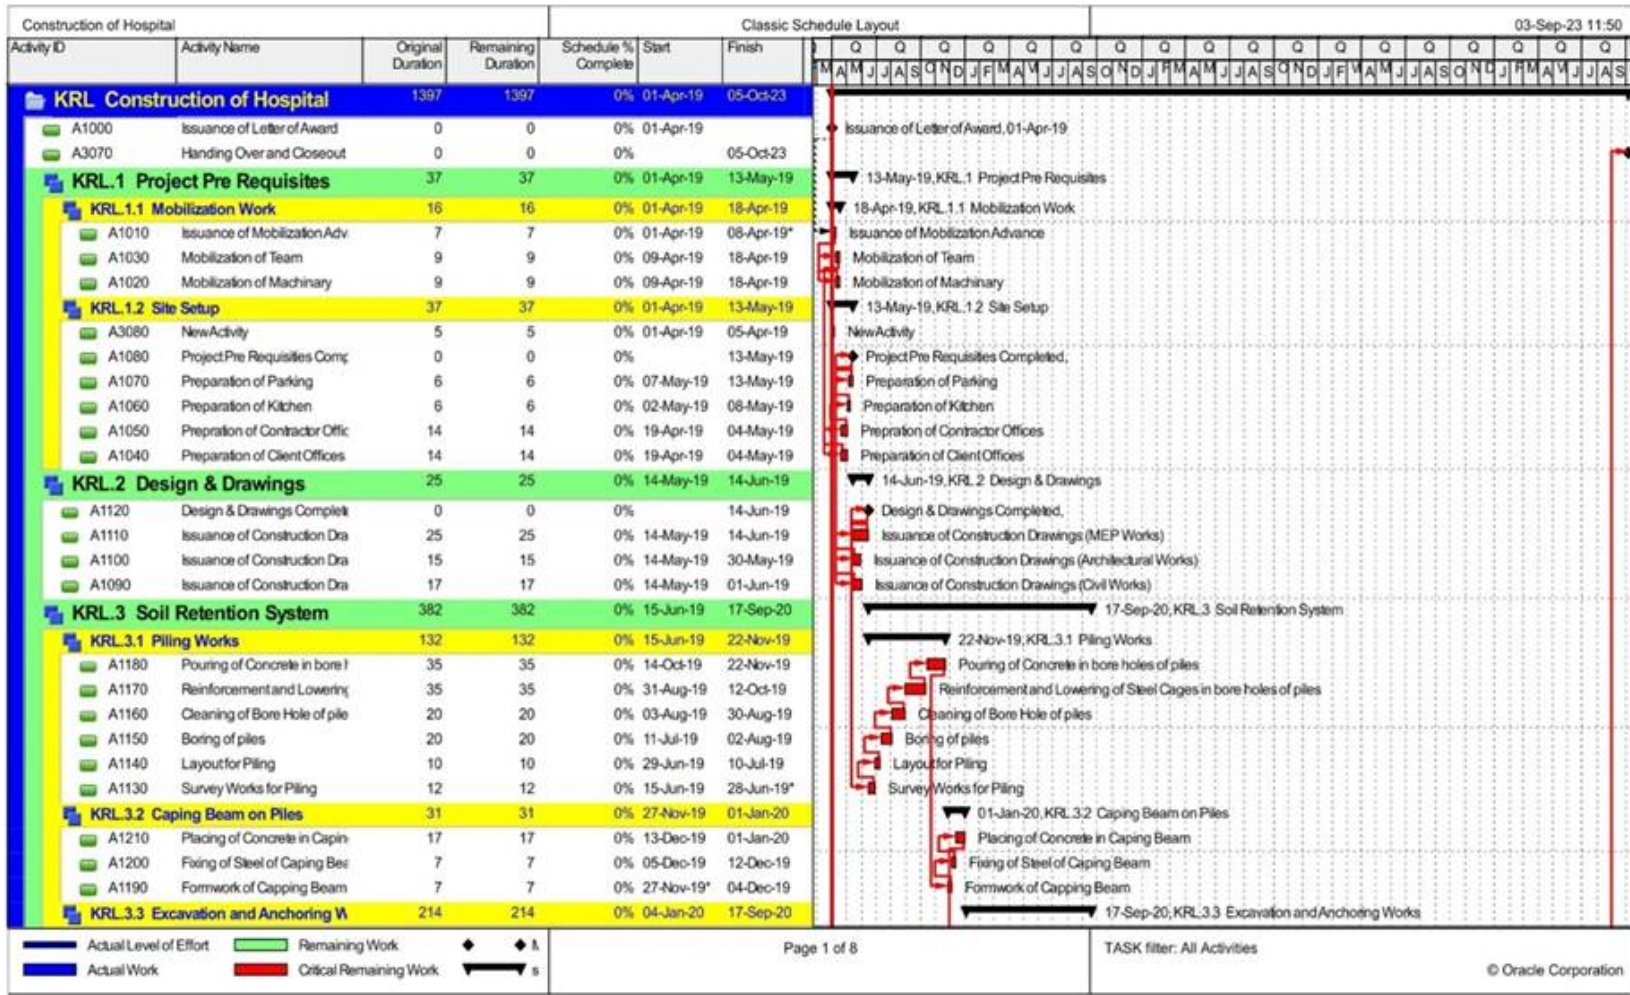 Construction of Hospital Classic Schedule Layout 03-Sep-23 11:50
Activity ID Activity Name Original Duration Remaining Duration Schedule % Complete Start Finish
Q Q Q Q Q Q Q Q Q Q Q Q Q Q Q Q Q Q
KRL Construction of Hospital 1397 1397 0% 01-Apr-19 05-Oct-23
A1000 Issuance of Letter of Award 0 0 0% 01-Apr-19 Issuance of Letter of Award, 01-Apr-19
A3070 Handing Over and Closeout 0 0 0% 05-Oct-23
KRL.1 Project Pre Requisites 37 37 0% 01-Apr-19 13-May-19 13-May-19, KRL.1 Project Pre Requisites
KRL.1.1 Mobilization Work 16 16 0% 01-Apr-19 18-Apr-19 18-Apr-19, KRL.1.1 Mobilization Work
A1010 Issuance of Mobilization Adv 7 7 0% 01-Apr-19 08-Apr-19* Issuance of Mobilization Advance
A1030 Mobilization of Team 9 9 0% 09-Apr-19 18-Apr-19 Mobilization of Team
A1020 Mobilization of Machinary 9 9 0% 09-Apr-19 18-Apr-19 Mobilization of Machinary
KRL.1.2 Site Setup 37 37 0% 01-Apr-19 13-May-19 13-May-19, KRL.1.2 Site Setup
A3080 New Activity 5 5 0% 01-Apr-19 05-Apr-19 New Activity
A1080 Project Pre Requisities Comp 0 0 0% 13-May-19 Project Pre Requisities Completed,
A1070 Preparation of Parking 6 6 0% 07-May-19 13-May-19 Preparation of Parking
A1060 Preparation of Kitchen 6 6 0% 02-May-19 08-May-19 Preparation of Kitchen
A1050 Prepration of Contractor Offic 14 14 0% 19-Apr-19 04-May-19 Prepration of Contractor Offices
A1040 Preparation of Client Offices 14 14 0% 19-Apr-19 04-May-19 Preparation of Client Offices
KRL.2 Design & Drawings 25 25 0% 14-May-19 14-Jun-19 14-Jun-19, KRL.2 Design & Drawings
A1120 Design & Drawings Complete 0 0 0% 14-Jun-19 Design & Drawings Completed,
A1110 Issuance of Construction Dra 25 25 0% 14-May-19 14-Jun-19 Issuance of Construction Drawings (MEP Works)
A1100 Issuance of Construction Dra 15 15 0% 14-May-19 30-May-19 Issuance of Construction Drawings (Architectural Works)
A1090 Issuance of Construction Dra 17 17 0% 14-May-19 01-Jun-19 Issuance of Construction Drawings (Civil Works)
KRL.3 Soil Retention System 382 382 0% 15-Jun-19 17-Sep-20 17-Sep-20, KRL.3 Soil Retention System
KRL.3.1 Piling Works 132 132 0% 15-Jun-19 22-Nov-19 22-Nov-19, KRL.3.1 Piling Works
A1180 Pouring of Concrete in bore h 35 35 0% 14-Oct-19 22-Nov-19 Pouring of Concrete in bore holes of piles
A1170 Reinforcement and Lowering 35 35 0% 31-Aug-19 12-Oct-19 Reinforcement and Lowering of Steel Cages in bore holes of piles
A1160 Cleaning of Bore Hole of pile 20 20 0% 03-Aug-19 30-Aug-19 Cleaning of Bore Hole of piles
A1150 Boring of piles 20 20 0% 11-Jul-19 02-Aug-19 Boring of piles
A1140 Layout for Piling 10 10 0% 29-Jun-19 10-Jul-19 Layout for Piling
A1130 Survey Works for Piling 12 12 0% 15-Jun-19 28-Jun-19* Survey Works for Piling
KRL.3.2 Caping Beam on Piles 31 31 0% 27-Nov-19 01-Jan-20 01-Jan-20, KRL.3.2 Caping Beam on Piles
A1210 Placing of Concrete in Capin 17 17 0% 13-Dec-19 01-Jan-20 Placing of Concrete in Caping Beam
A1200 Fixing of Steel of Caping Bea 7 7 0% 05-Dec-19 12-Dec-19 Fixing of Steel of Caping Beam
A1190 Formwork of Capping Beam 7 7 0% 27-Nov-19* 04-Dec-19 Formwork of Capping Beam
KRL.3.3 Excavation and Anchoring W 214 214 0% 04-Jan-20 17-Sep-20 17-Sep-20, KRL.3.3 Excavation and Anchoring Works
Actual Level of Effort Remaining Work Page 1 of 8 TASK filter: All Activities
Actual Work Critical Remaining Work s
© Oracle Corporation